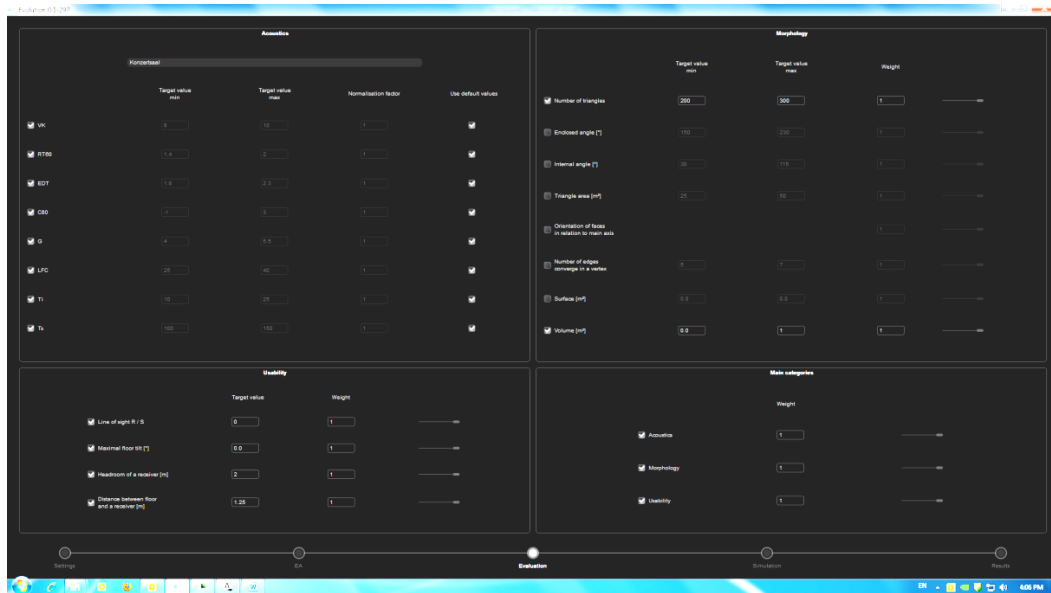 Acoustics
Konzertsaal
Target value min
Target value max
Normalisation factor
Use default values
VK 8 10 1
RT60 1.4 2 1
EDT 1.8 2.3 1
C80 -1 3 1
G 4 5.5 1
LFC 25 40 1
Ti 10 25 1
Ts 100 150 1
Morphology
Target value min
Target value max
Weight
Number of triangles 200 300 1
Enclosed angle [°] 150 230 1
Internal angle [°] 30 110 1
Triangle area [m²] 25 50 1
Orientation of faces
in relation to main axis 1
Number of edges
converge in a vertex 5 7 1
Surface [m²] 0.0 0.0 1
Volume [m³] 0.0 1 1
Usability
Target value Weight
Line of sight R / S 0 1
Maximal floor tilt [°] 0.0 1
Headroom of a receiver [m] 2 1
Distance between floor
and a receiver [m] 1.25 1
Main categories
Weight
Acoustics 1
Morphology 1
Usability 1
Settings EA Evaluation Simulation Results
EN 4:06 PM